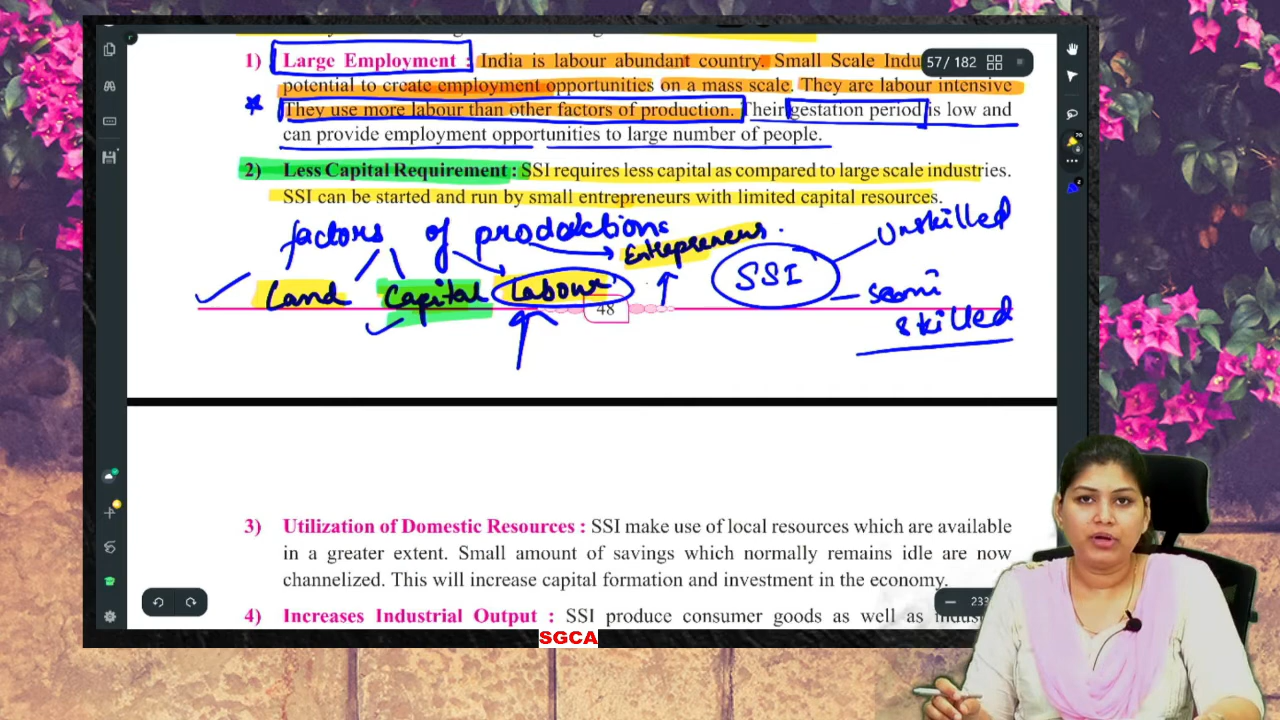 57 / 182
1) Large Employment : India is labour abundant country. Small Scale Indu
potential to create employment opportunities on a mass scale. They are labour intensive
They use more labour than other factors of production. Their gestation period is low and
can provide employment opportunities to large number of people.
2) Less Capital Requirement : SSI requires less capital as compared to large scale industries.
SSI can be started and run by small entrepreneurs with limited capital resources.
factors of productions
Entrepreneurs.
Land Capital Labour
SSI
Unskilled
semi
skilled
48
3) Utilization of Domestic Resources : SSI make use of local resources which are available
in a greater extent. Small amount of savings which normally remains idle are now
channelized. This will increase capital formation and investment in the economy.
4) Increases Industrial Output : SSI produce consumer goods as well as
233
SGCA